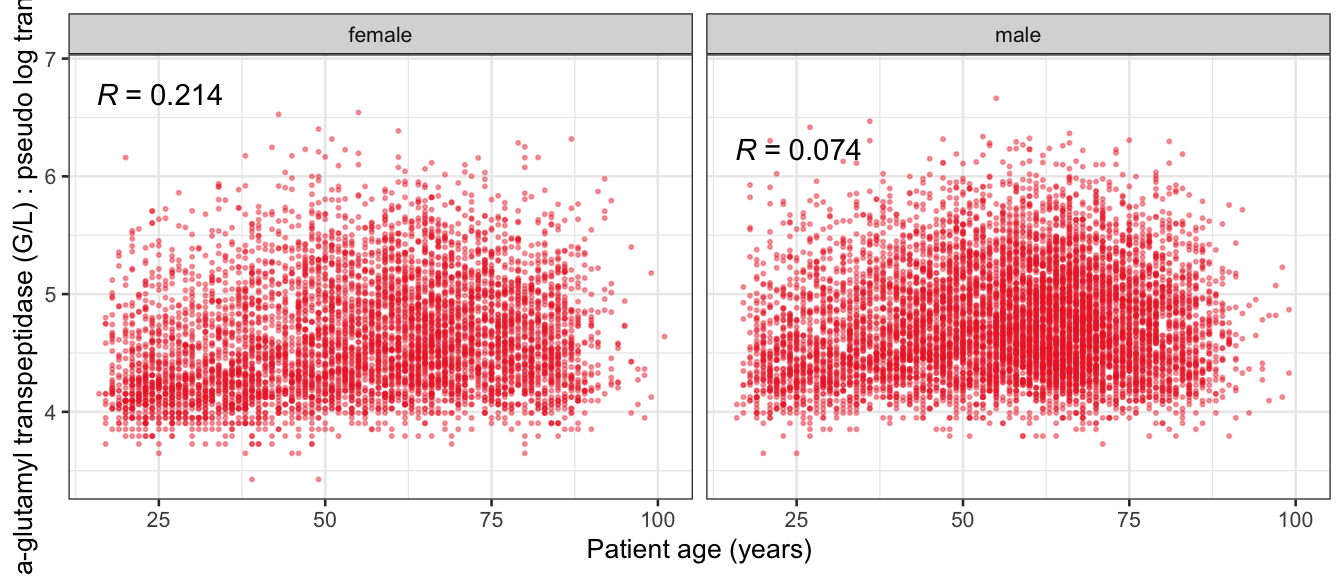 female
male
a-glutamyl transpeptidase (G/L) : pseudo log tran
7
6
5
4
R = 0.214
R = 0.074
25
50
75
100
25
50
75
100
Patient age (years)